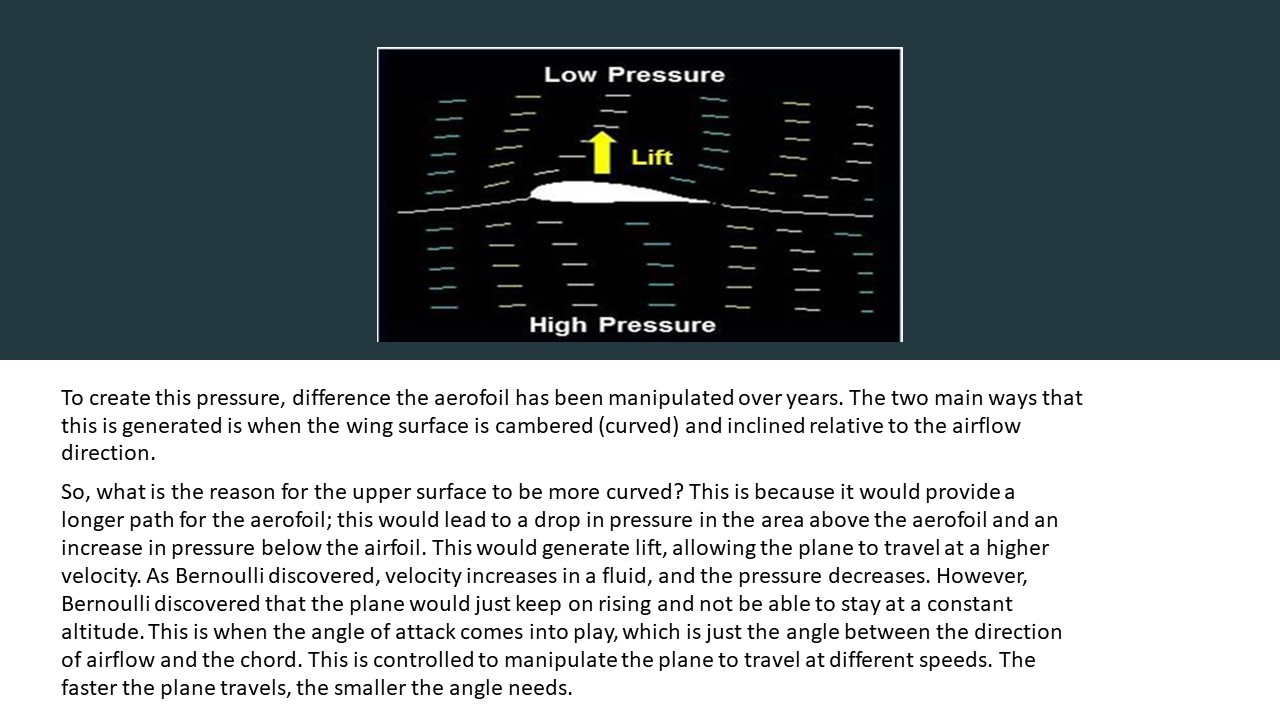 Low Pressure
Lift
High Pressure
To create this pressure, difference the aerofoil has been manipulated over years. The two main ways that
this is generated is when the wing surface is cambered (curved) and inclined relative to the airflow
direction.
So, what is the reason for the upper surface to be more curved? This is because it would provide a
longer path for the aerofoil; this would lead to a drop in pressure in the area above the aerofoil and an
increase in pressure below the airfoil. This would generate lift, allowing the plane to travel at a higher
velocity. As Bernoulli discovered, velocity increases in a fluid, and the pressure decreases. However,
Bernoulli discovered that the plane would just keep on rising and not be able to stay at a constant
altitude. This is when the angle of attack comes into play, which is just the angle between the direction
of airflow and the chord. This is controlled to manipulate the plane to travel at different speeds. The
faster the plane travels, the smaller the angle needs.